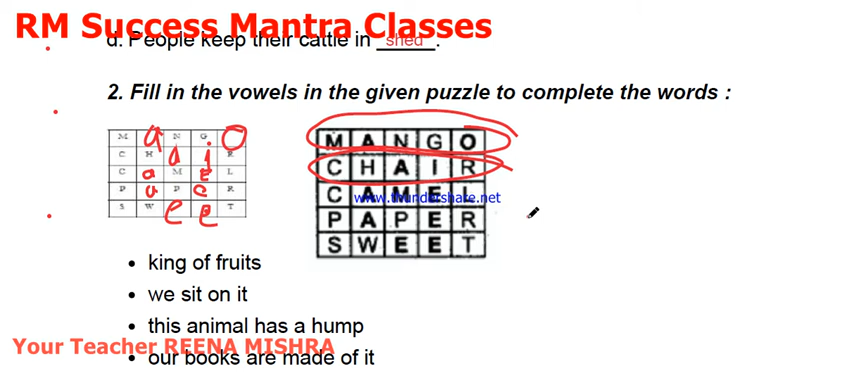 RM Success Mantra Classes
d. People keep their cattle in shed.
2. Fill in the vowels in the given puzzle to complete the words :
M a N G O
C H a i R
C a M E L
P a P e R
S W e e T
M A N G O
C H A I R
C A M E L
www.thundershare.net
P A P E R
S W E E T
• king of fruits
• we sit on it
• this animal has a hump
Your Teacher REENA MISHRA
• our books are made of it